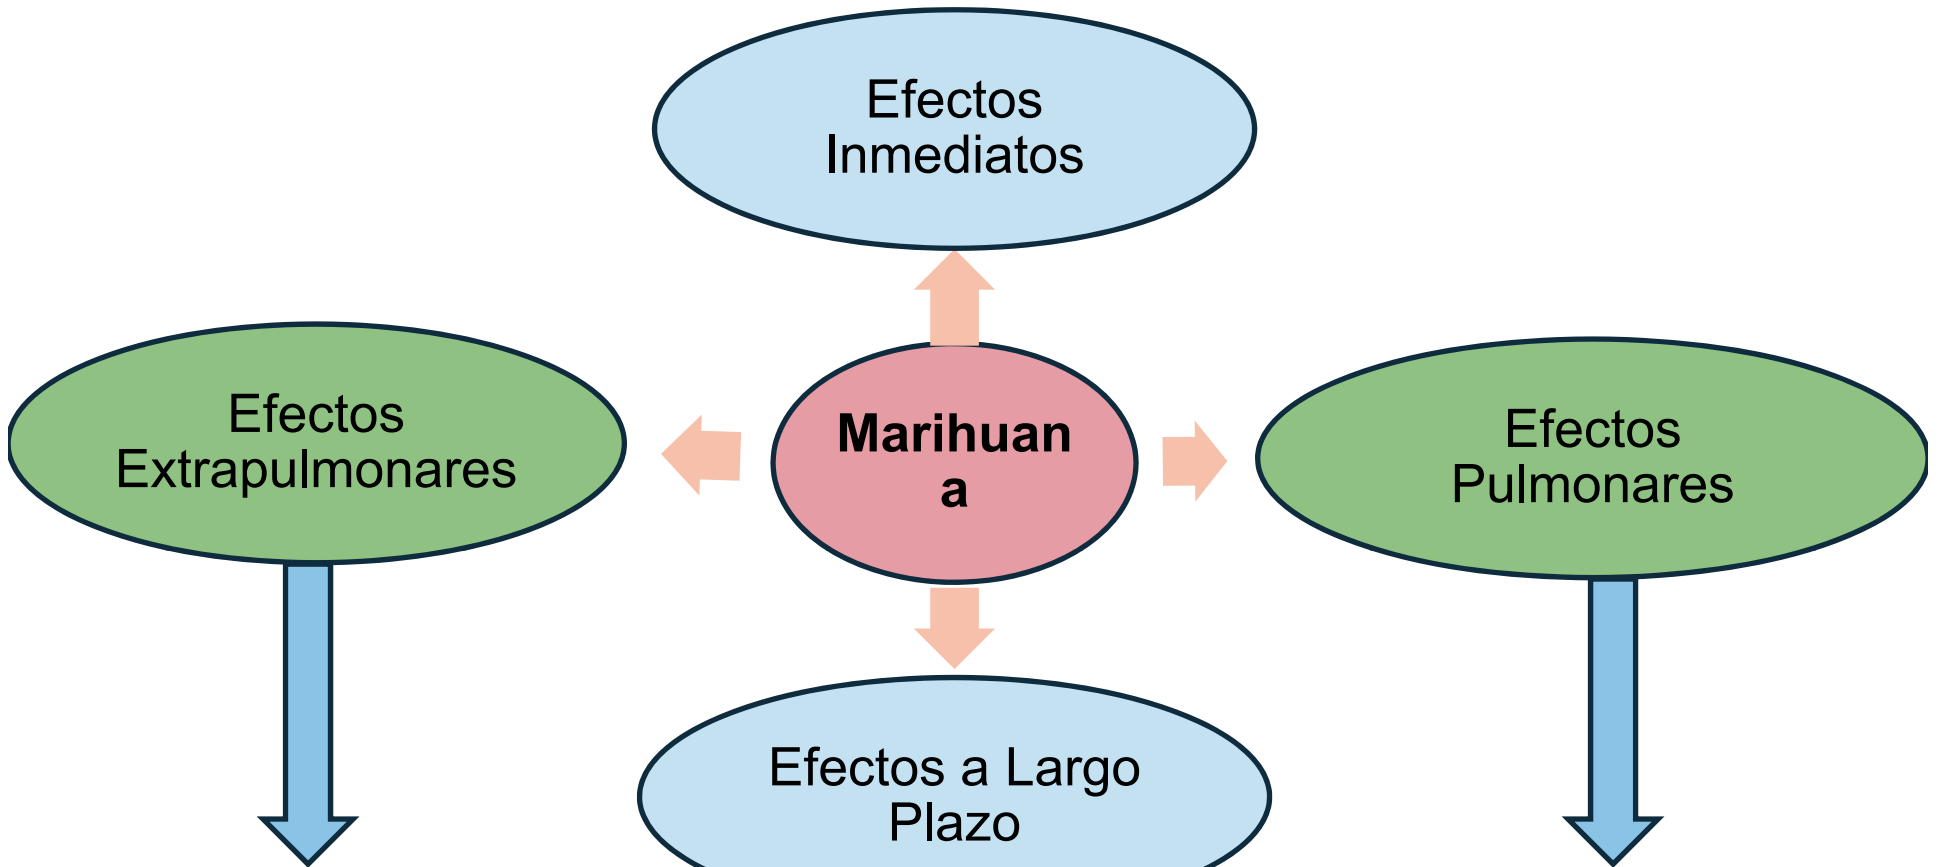 Efectos
Inmediatos
Efectos
Extrapulmonares
Marihuan
a
Efectos
Pulmonares
Efectos a Largo
Plazo